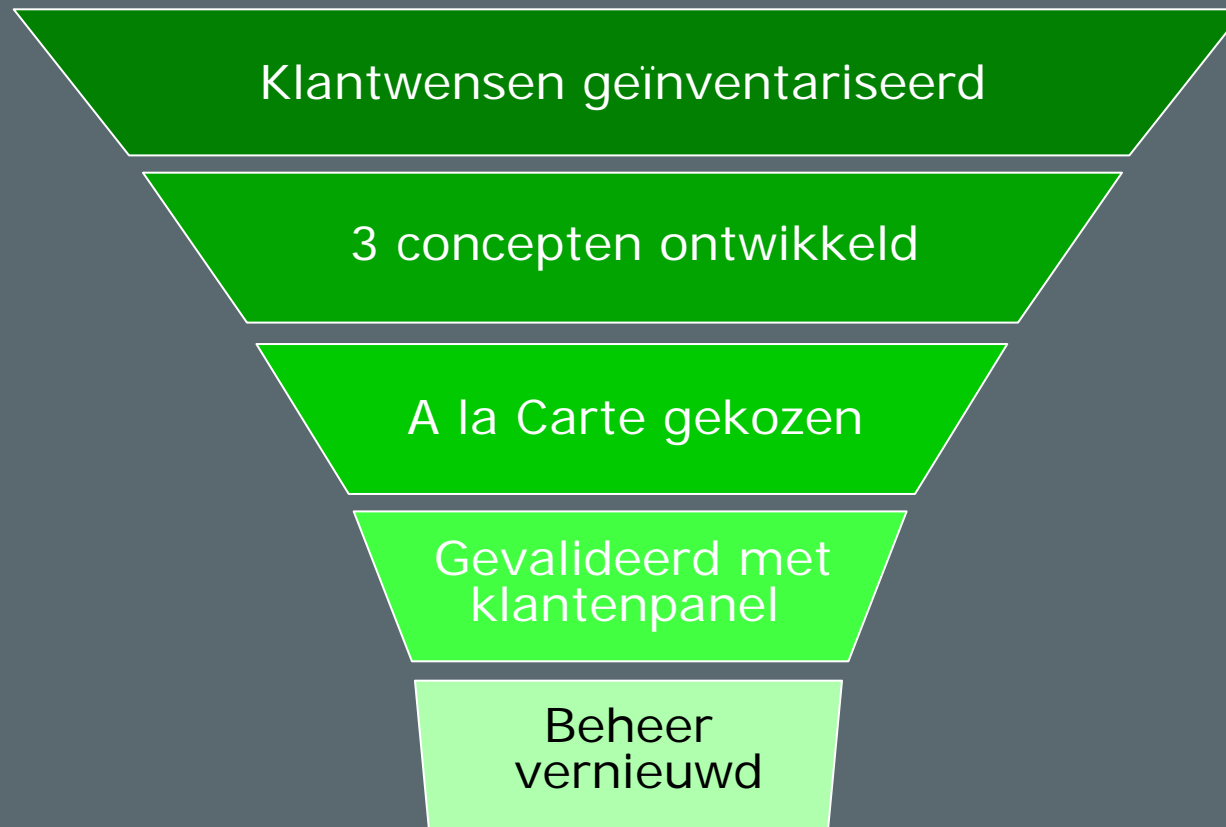 Klantwensen geïnventariseerd
3 concepten ontwikkeld
A la Carte gekozen
Gevalideerd met
klantenpanel
Beheer
vernieuwd